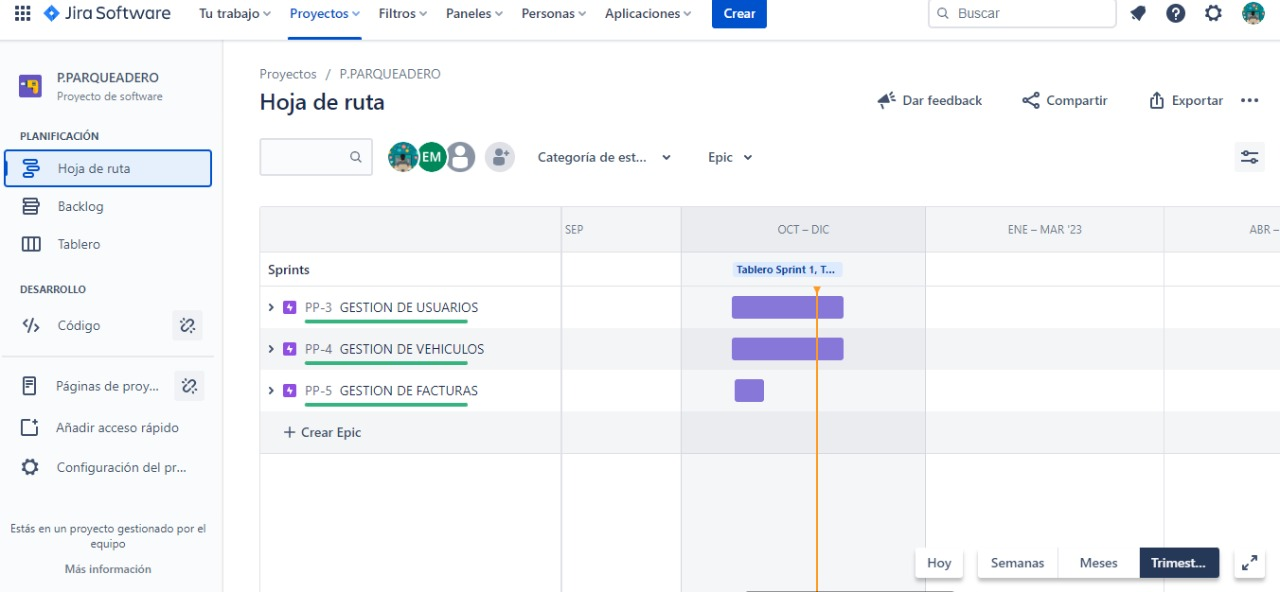 Jira Software
Tu trabajo
Proyectos
Filtros
Paneles
Personas
Aplicaciones
Crear
Buscar
P.PARQUEADERO
Proyecto de software
PLANIFICACIÓN
Hoja de ruta
Backlog
Tablero
DESARROLLO
Código
Páginas de proy...
Añadir acceso rápido
Configuración del pr...
Estás en un proyecto gestionado por el
equipo
Más información
Proyectos / P.PARQUEADERO
Hoja de ruta
Dar feedback
Compartir
Exportar
EM
Categoría de est...
Epic
SEP
OCT – DIC
ENE – MAR '23
ABR –
Sprints
Tablero Sprint 1, T...
PP-3 GESTION DE USUARIOS
PP-4 GESTION DE VEHICULOS
PP-5 GESTION DE FACTURAS
+ Crear Epic
Hoy
Semanas
Meses
Trimest...